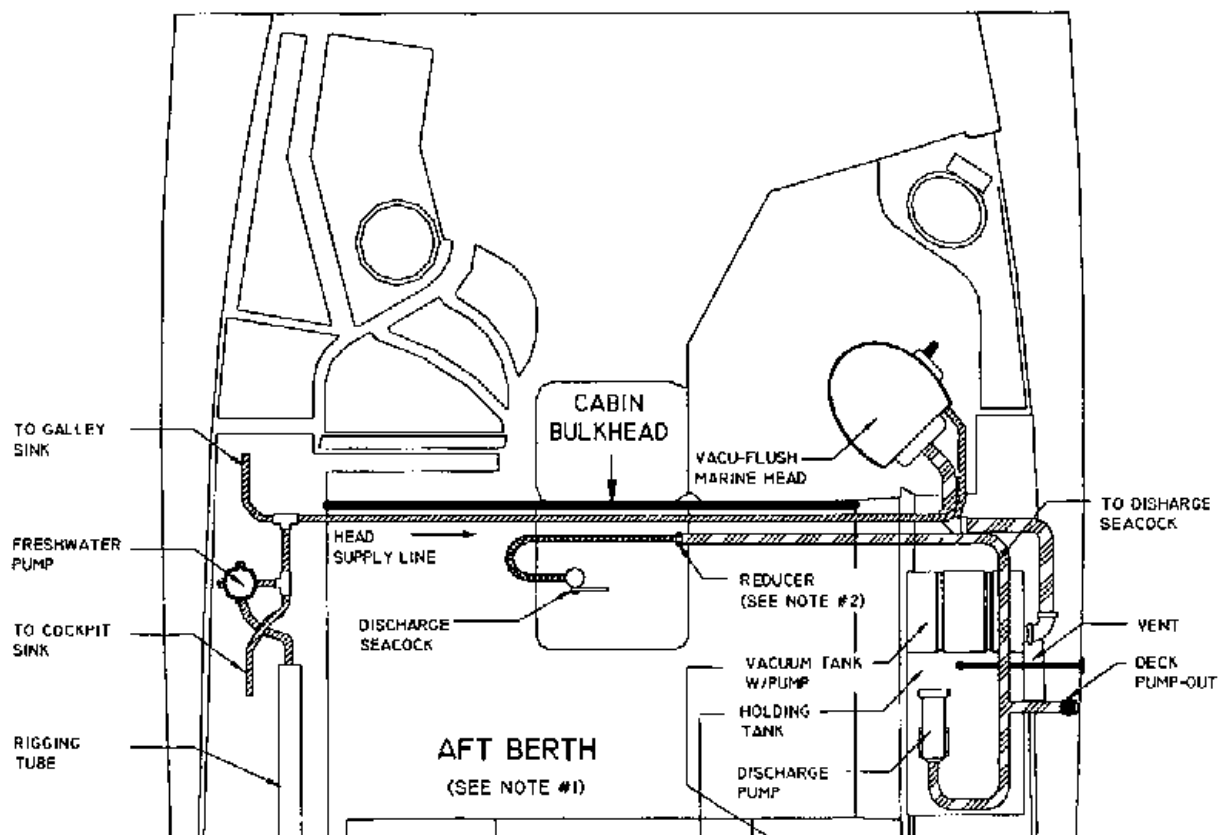 TO GALLEY
SINK
FRESHWATER
PUMP
TO COCKPIT
SINK
RIGGING
TUBE
CABIN
BULKHEAD
HEAD
SUPPLY LINE
DISCHARGE
SEACOCK
AFT BERTH
(SEE NOTE #1)
VACU-FLUSH
MARINE HEAD
REDUCER
(SEE NOTE #2)
VACUUM TANK
W/PUMP
HOLDING
TANK
DISCHARGE
PUMP
TO DISHARGE
SEACOCK
VENT
DECK
PUMP-OUT